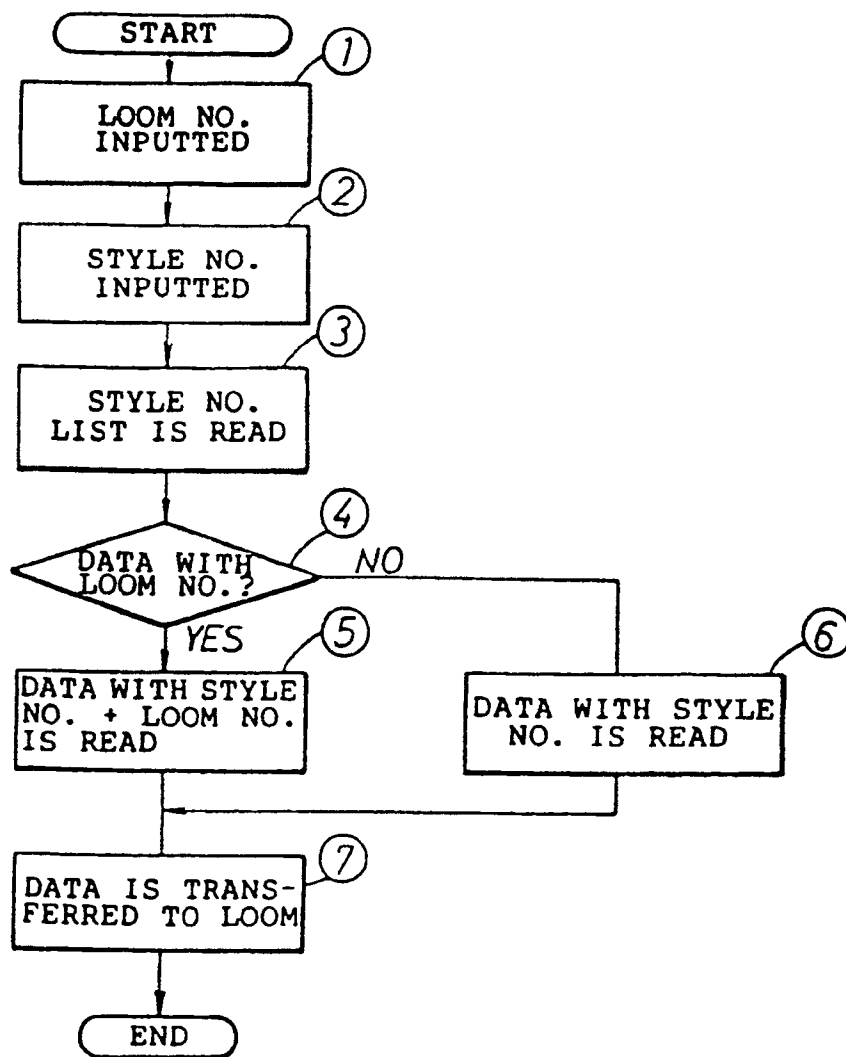 START
1
LOOM NO.
INPUTTED
2
STYLE NO.
INPUTTED
3
STYLE NO.
LIST IS READ
4
DATA WITH
LOOM NO.?
NO
YES
5
DATA WITH STYLE
NO. + LOOM NO.
IS READ
6
DATA WITH STYLE
NO. IS READ
7
DATA IS TRANS-
FERRED TO LOOM
END